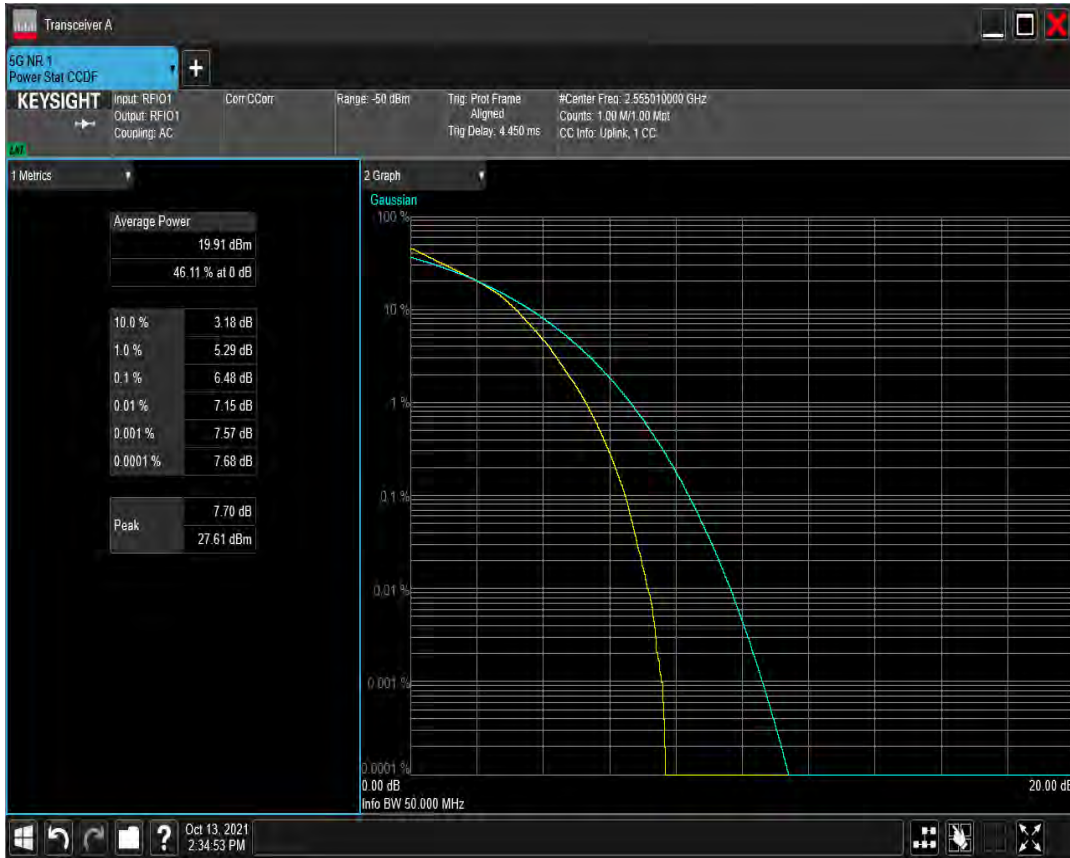 Transceiver A
5G NR 1
Power Stat CCDF
+
KEYSIGHT
Input: RFIO1
Output: RFIO1
Coupling: AC
Corr CCorr
Range: -50 dBm
Trig: Prot Frame
Aligned
Trig Delay: 4.450 ms
#Center Freq: 2.555010000 GHz
Counts: 1.00 M/1.00 Mpt
CC Info: Uplink, 1 CC
1 Metrics
Average Power
19.91 dBm
46.11 % at 0 dB
10.0 % 3.18 dB
1.0 % 5.29 dB
0.1 % 6.48 dB
0.01 % 7.15 dB
0.001 % 7.57 dB
0.0001 % 7.68 dB
Peak
7.70 dB
27.61 dBm
2 Graph
Gaussian
100 %
10 %
1 %
0.1 %
0.01 %
0.001 %
0.0001 %
0.00 dB
20.00 dB
Info BW 50.000 MHz
?
Oct 13, 2021
2:34:53 PM